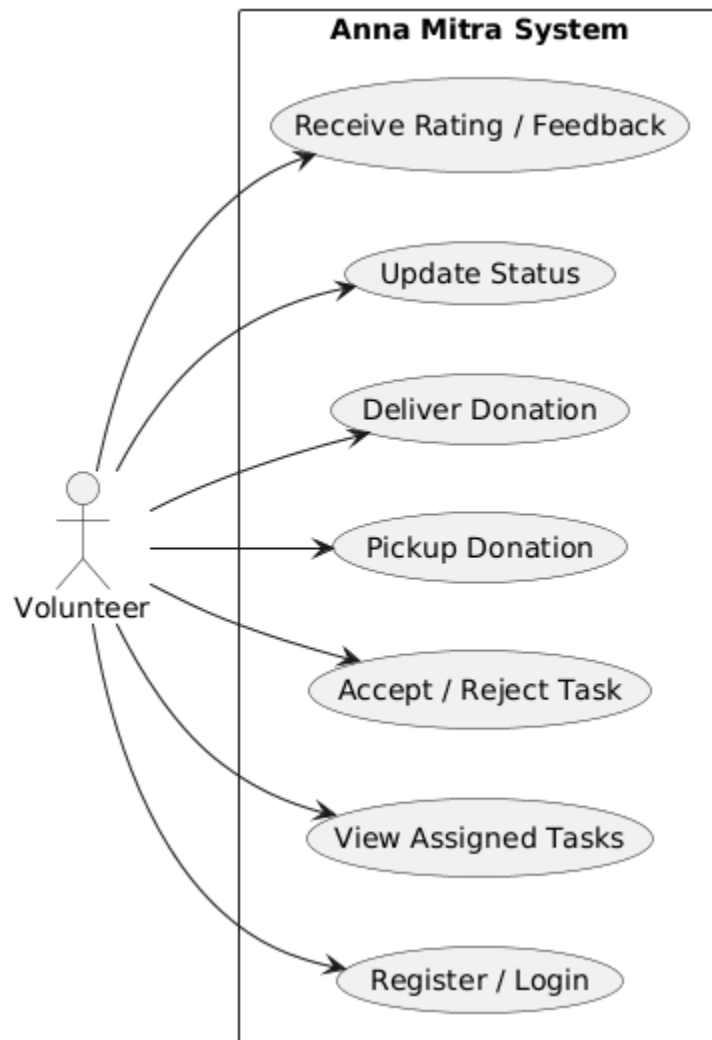 Anna Mitra System
Receive Rating / Feedback
Update Status
Deliver Donation
Pickup Donation
Volunteer
Accept / Reject Task
View Assigned Tasks
Register / Login